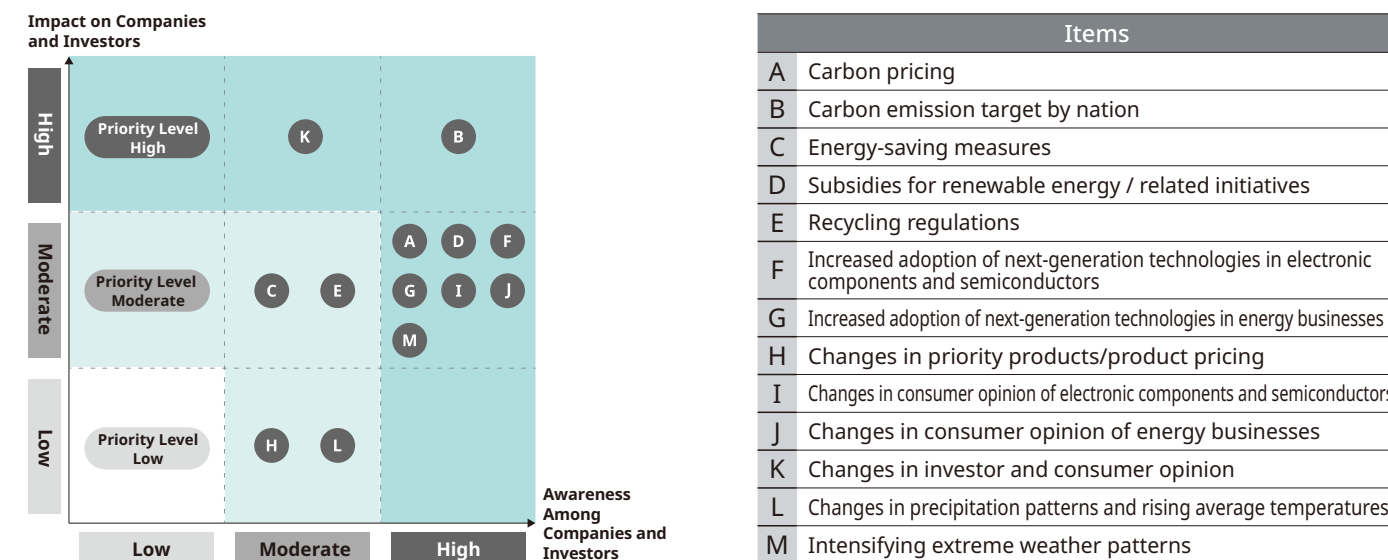 Impact on Companies
and Investors
High
Moderate
Low
Priority Level
High
K
B
Priority Level
Moderate
C
E
A
D
F
G
I
J
M
Priority Level
Low
H
L
Awareness
Among
Companies and
Investors
Low
Moderate
High
Items
A Carbon pricing
B Carbon emission target by nation
C Energy-saving measures
D Subsidies for renewable energy / related initiatives
E Recycling regulations
F Increased adoption of next-generation technologies in electronic
components and semiconductors
G Increased adoption of next-generation technologies in energy businesses
H Changes in priority products/product pricing
I Changes in consumer opinion of electronic components and semiconductors
J Changes in consumer opinion of energy businesses
K Changes in investor and consumer opinion
L Changes in precipitation patterns and rising average temperatures
M Intensifying extreme weather patterns